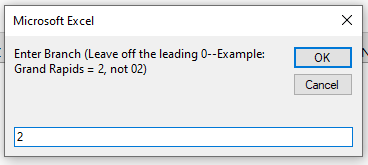 Microsoft Excel
Enter Branch (Leave off the leading 0--Example:
Grand Rapids = 2, not 02)
OK
Cancel
2